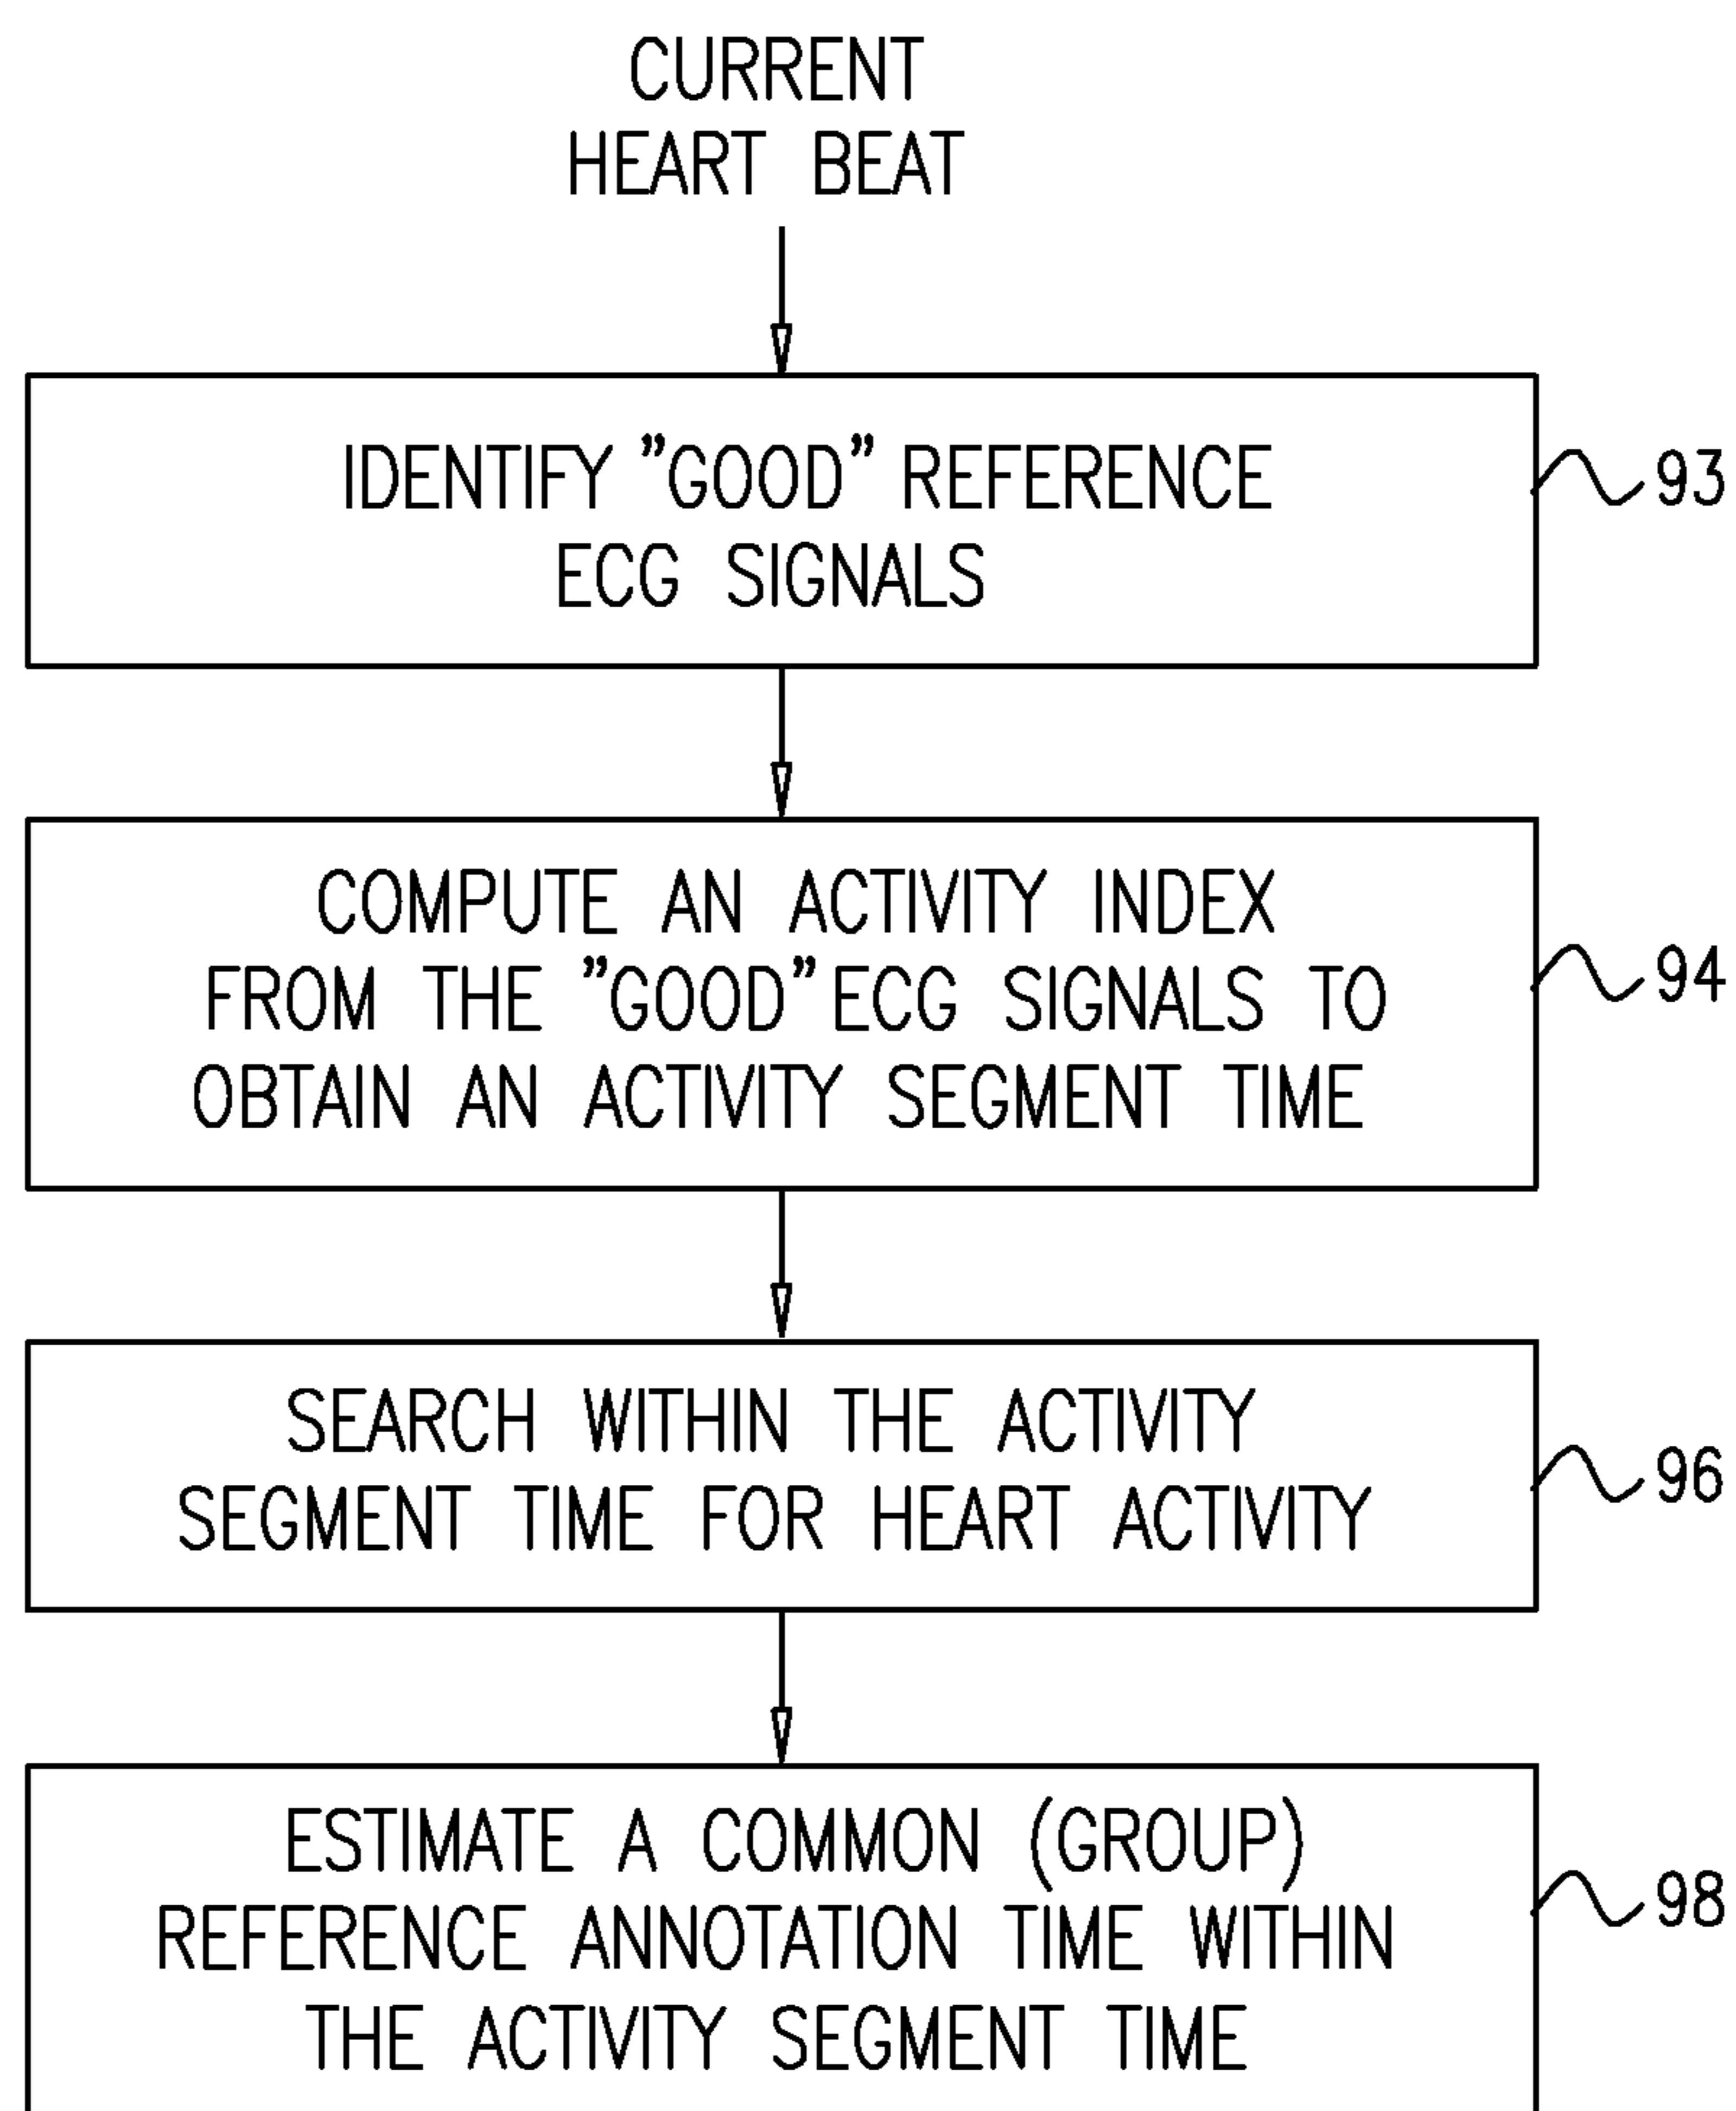 CURRENT
HEART BEAT
IDENTIFY "GOOD" REFERENCE
ECG SIGNALS
93
COMPUTE AN ACTIVITY INDEX
FROM THE "GOOD" ECG SIGNALS TO
OBTAIN AN ACTIVITY SEGMENT TIME
94
SEARCH WITHIN THE ACTIVITY
SEGMENT TIME FOR HEART ACTIVITY
96
ESTIMATE A COMMON (GROUP)
REFERENCE ANNOTATION TIME WITHIN
THE ACTIVITY SEGMENT TIME
98